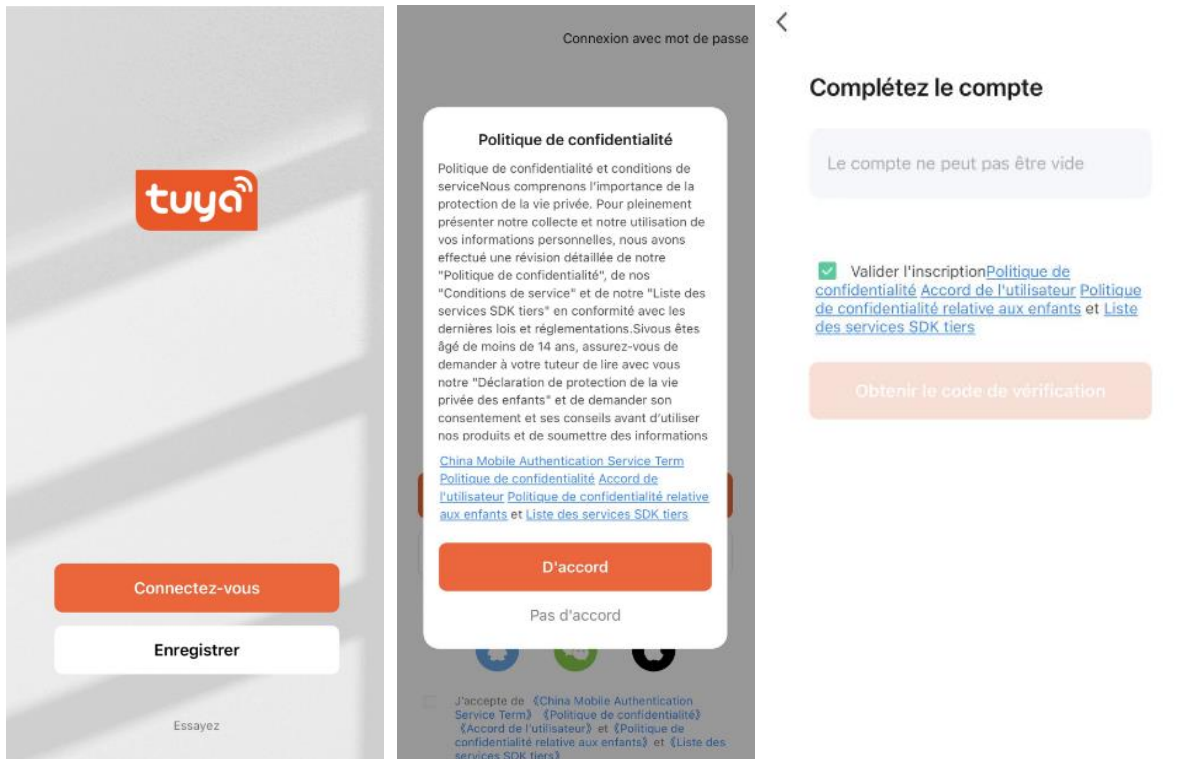 tuya
Connectez-vous
Enregistrer
Essayez
Connexion avec mot de passe
Politique de confidentialité
Politique de confidentialité et conditions de
serviceNous comprenons l'importance de la
protection de la vie privée. Pour pleinement
présenter notre collecte et notre utilisation de
vos informations personnelles, nous avons
effectué une révision détaillée de notre
"Politique de confidentialité", de nos
"Conditions de service" et de notre "Liste des
services SDK tiers" en conformité avec les
dernières lois et réglementations.Sivous êtes
âgé de moins de 14 ans, assurez-vous de
demander à votre tuteur de lire avec vous
notre "Déclaration de protection de la vie
privée des enfants" et de demander son
consentement et ses conseils avant d'utiliser
nos produits et de soumettre des informations
China Mobile Authentication Service Term
Politique de confidentialité Accord de
l'utilisateur Politique de confidentialité relative
aux enfants et Liste des services SDK tiers
D'accord
Pas d'accord
J'accepte de 《China Mobile Authentication
Service Term》 《Politique de confidentialité》
《Accord de l'utilisateur》 et 《Politique de
confidentialité relative aux enfants》 et 《Liste des
services SDK tiers》
Complétez le compte
Le compte ne peut pas être vide
Valider l'inscriptionPolitique de
confidentialité Accord de l'utilisateur Politique
de confidentialité relative aux enfants et Liste
des services SDK tiers
Obtenir le code de vérification